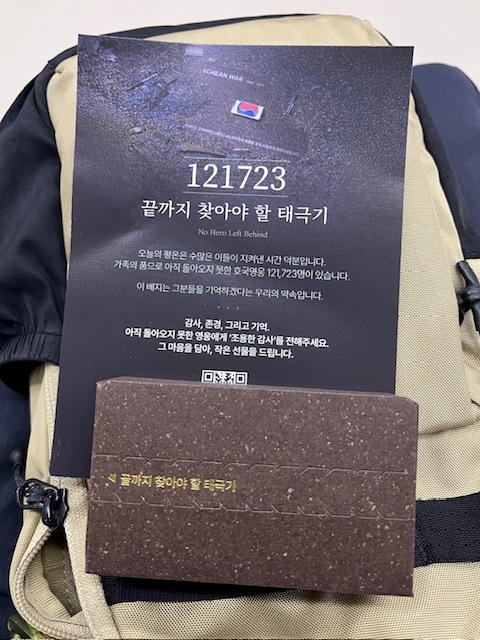 KOREAN WAR
121723
끝까지 찾아야 할 태극기
No Hero Left Behind
오늘의 평온은 수많은 이들이 지켜낸 시간 덕분입니다.
가족의 품으로 아직 돌아오지 못한 호국영웅 121,723명이 있습니다.
이 배지는 그분들을 기억하겠다는 우리의 약속입니다.
감사, 존경, 그리고 기억.
아직 돌아오지 못한 영웅에게 '조용한 감사'를 전해주세요.
그 마음을 담아, 작은 선물을 드립니다.
끝까지 찾아야 할 태극기